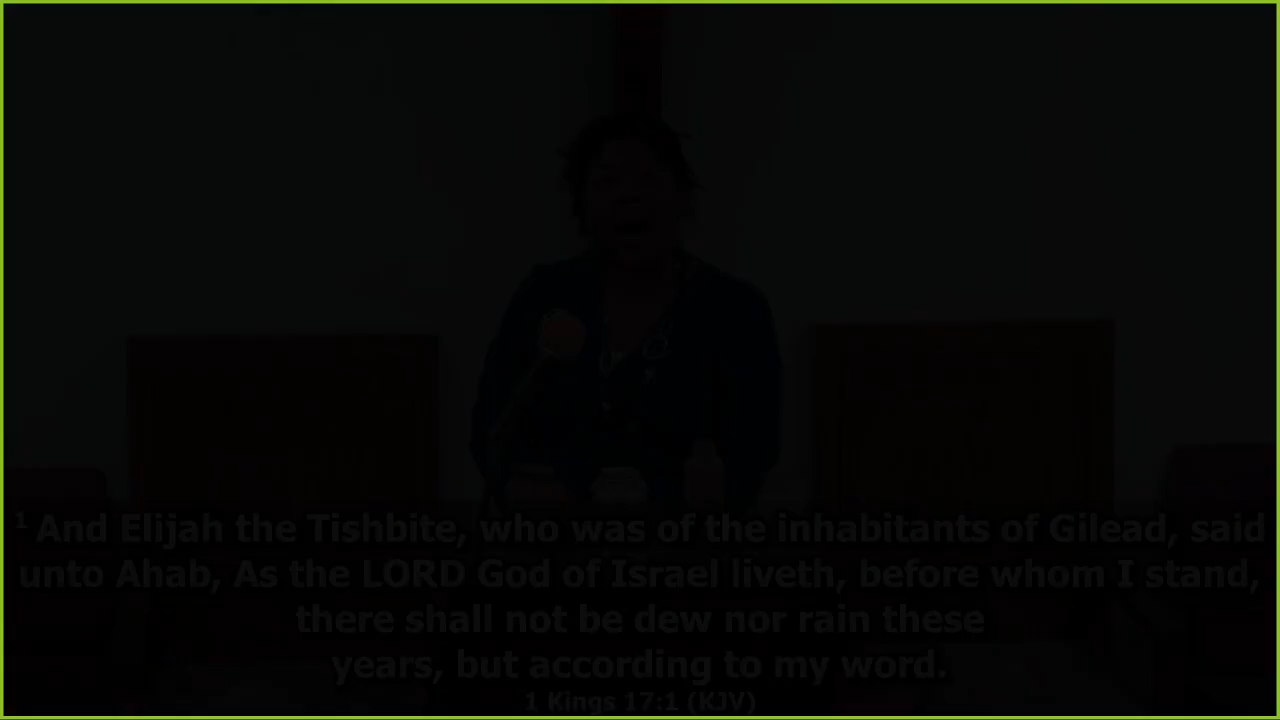 1 And Elijah the Tishbite, who was of the inhabitants of Gilead, said
unto Ahab, As the LORD God of Israel liveth, before whom I stand,
there shall not be dew nor rain these
years, but according to my word.
1 Kings 17:1 (KJV)